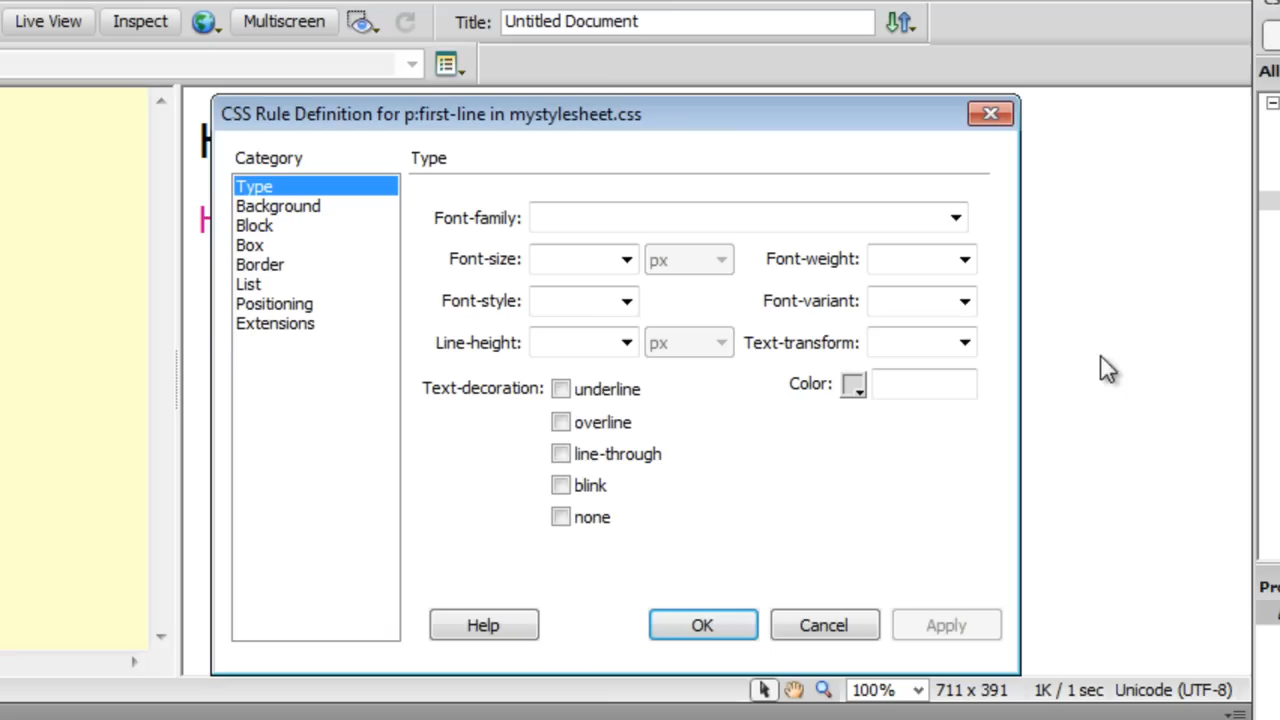 Live View Inspect Multiscreen Title: Untitled Document
CSS Rule Definition for p:first-line in mystylesheet.css
All
Category
Type
Background
Block
Box
Border
List
Positioning
Extensions
Type
Font-family:
Font-size: px Font-weight:
Font-style: Font-variant:
Line-height: px Text-transform:
Text-decoration: underline Color:
overline
line-through
blink
none
Help OK Cancel Apply
100% 711 x 391 1K / 1 sec Unicode (UTF-8)